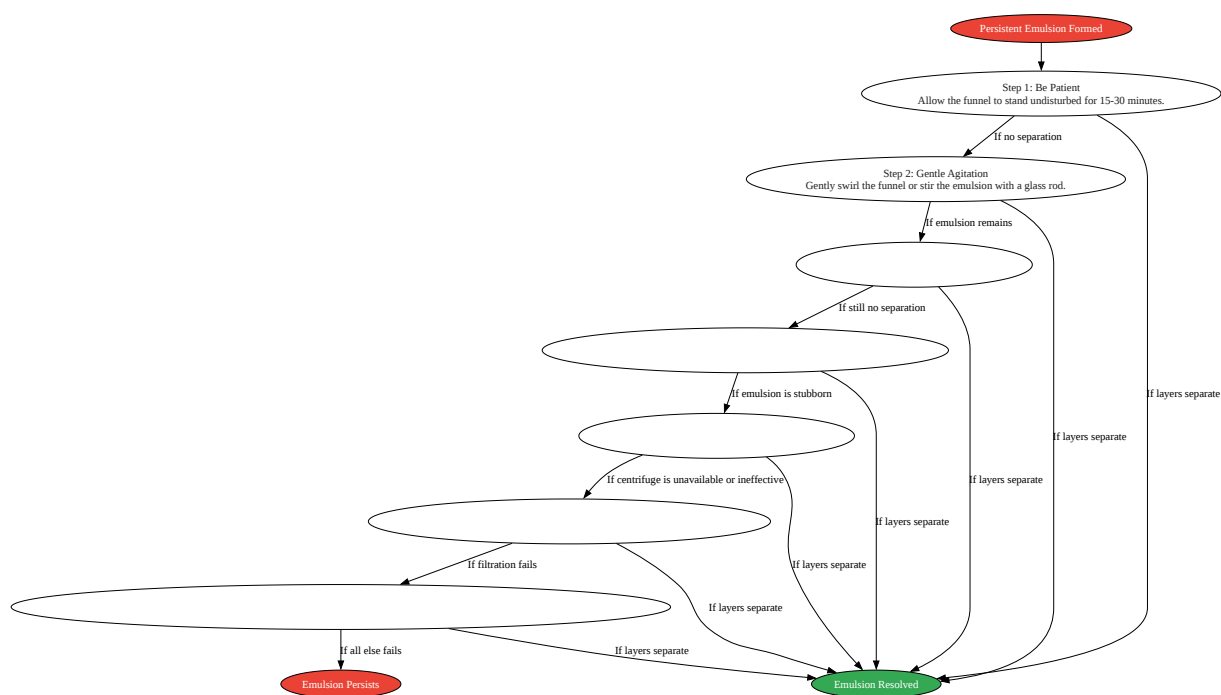 Persistent Emulsion Formed
Step 1: Be Patient
Allow the funnel to stand undisturbed for 15-30 minutes.
If no separation
Step 2: Gentle Agitation
Gently swirl the funnel or stir the emulsion with a glass rod.
If emulsion remains
If still no separation
If emulsion is stubborn
If layers separate
If layers separate
If centrifuge is unavailable or ineffective
If layers separate
If layers separate
If filtration fails
If layers separate
If layers separate
If all else fails
If layers separate
Emulsion Persists
Emulsion Resolved